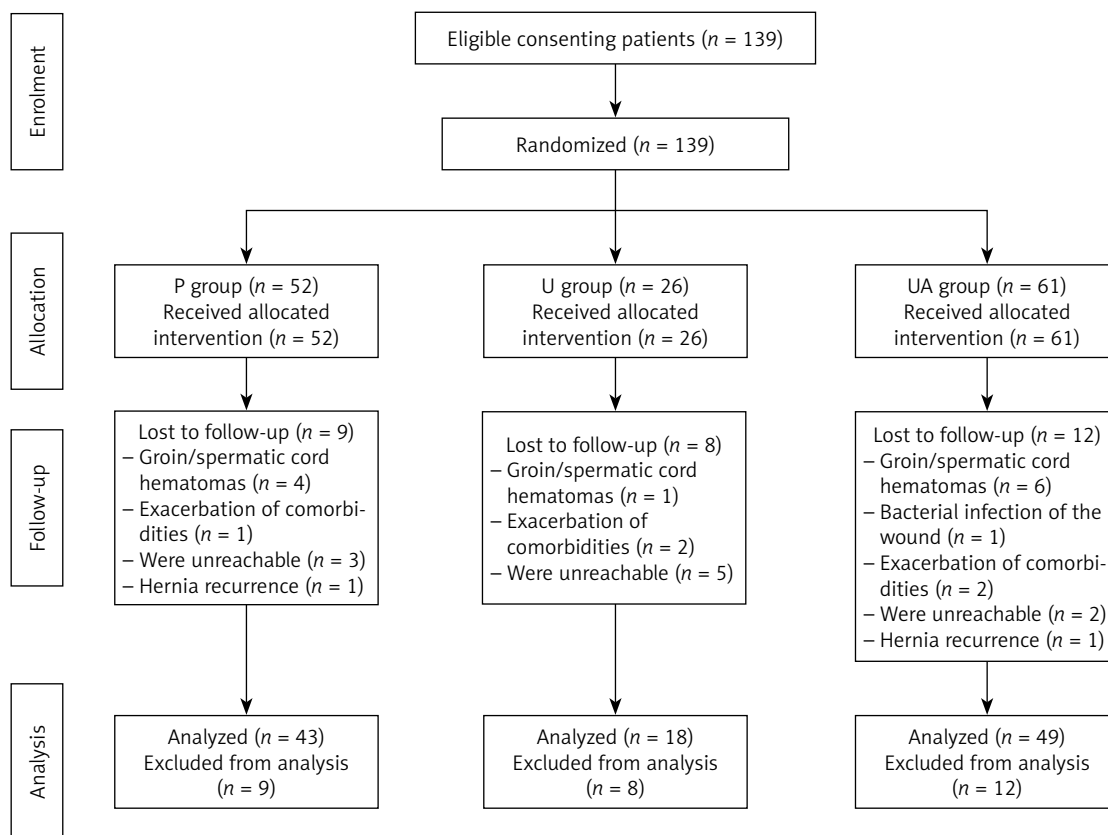 Enrolment
Eligible consenting patients (n = 139)
Randomized (n = 139)
Allocation
P group (n = 52)
Received allocated
intervention (n = 52)
U group (n = 26)
Received allocated
intervention (n = 26)
UA group (n = 61)
Received allocated
intervention (n = 61)
Follow-up
Lost to follow-up (n = 9)
– Groin/spermatic cord
hematomas (n = 4)
– Exacerbation of comorbi-
dities (n = 1)
– Were unreachable (n = 3)
– Hernia recurrence (n = 1)
Lost to follow-up (n = 8)
– Groin/spermatic cord
hematomas (n = 1)
– Exacerbation of
comorbidities (n = 2)
– Were unreachable (n = 5)
Lost to follow-up (n = 12)
– Groin/spermatic cord
hematomas (n = 6)
– Bacterial infection of the
wound (n = 1)
– Exacerbation of comorbi-
dities (n = 2)
– Were unreachable (n = 2)
– Hernia recurrence (n = 1)
Analysis
Analyzed (n = 43)
Excluded from analysis
(n = 9)
Analyzed (n = 18)
Excluded from analysis
(n = 8)
Analyzed (n = 49)
Excluded from analysis
(n = 12)